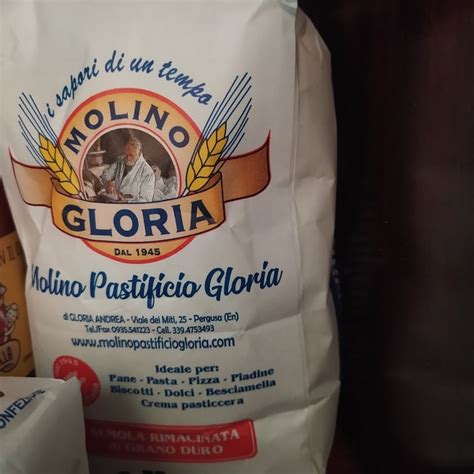 i sapori di un tempo
MOLINO
GLORIA
DAL 1945
Molino Pastificio Gloria
di GLORIA ANDREA - Viale dei Miti, 25 - Pergusa (En)
Tel./Fax 0935.541223 - Cell. 339.4753493
www.molinopastificiogloria.com
Ideale per:
Pane - Pasta - Pizza - Piadine
Biscotti - Dolci - Besciamella
Crema pasticcera
SEMOLA RIMACINATA
di GRANO DURO